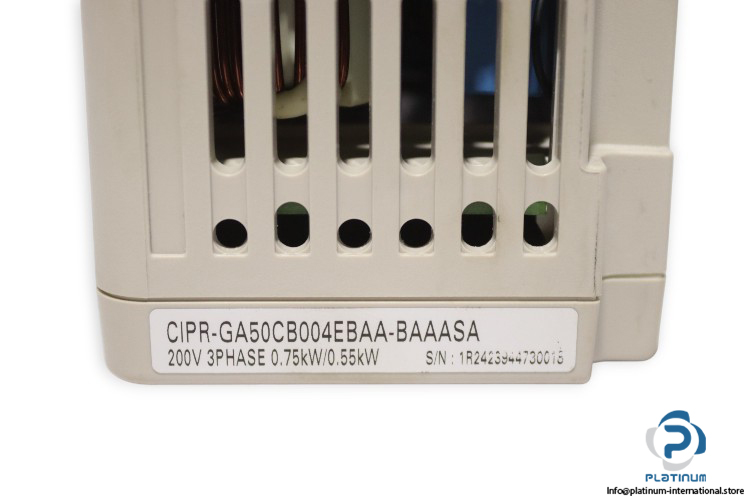 CIPR-GA50CB004EBAA-BAAASA
200V 3PHASE 0.75kW/0.55kW S/N : 1R2423944730015
PLATINUM
Info@platinum-international.store